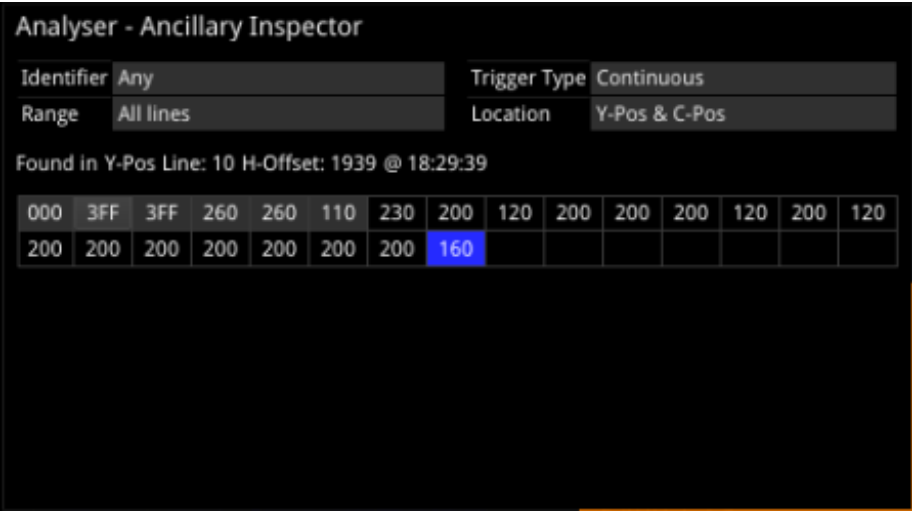 Analyser - Ancillary Inspector
Identifier Any Trigger Type Continuous
Range All lines Location Y-Pos & C-Pos
Found in Y-Pos Line: 10 H-Offset: 1939 @ 18:29:39
000 3FF 3FF 260 260 110 230 200 120 200 200 200 120 200 120
200 200 200 200 200 200 200 160